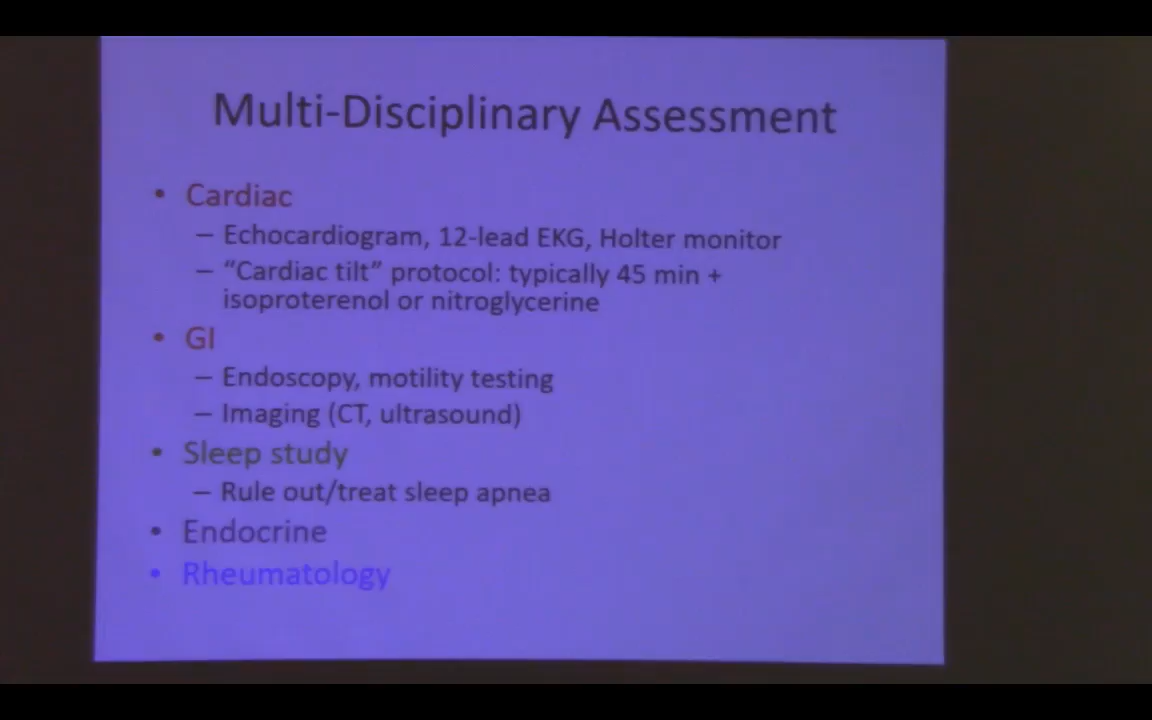 Multi-Disciplinary Assessment
• Cardiac
– Echocardiogram, 12-lead EKG, Holter monitor
– “Cardiac tilt” protocol: typically 45 min +
isoproterenol or nitroglycerine
• GI
– Endoscopy, motility testing
– Imaging (CT, ultrasound)
• Sleep study
– Rule out/treat sleep apnea
• Endocrine
• Rheumatology